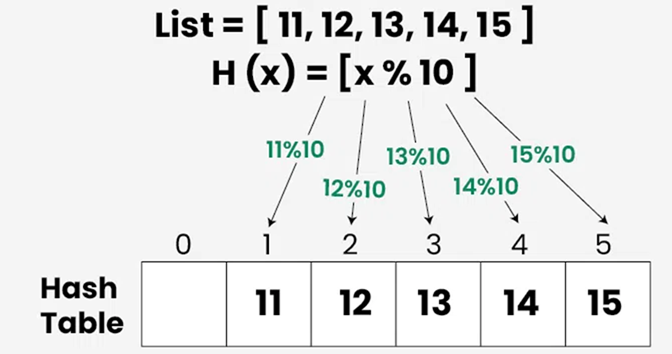 List = [ 11, 12, 13, 14, 15 ]
H (x) = [x % 10 ]
11%10
12%10
13%10
14%10
15%10
0 1 2 3 4 5
Hash
Table
11 12 13 14 15